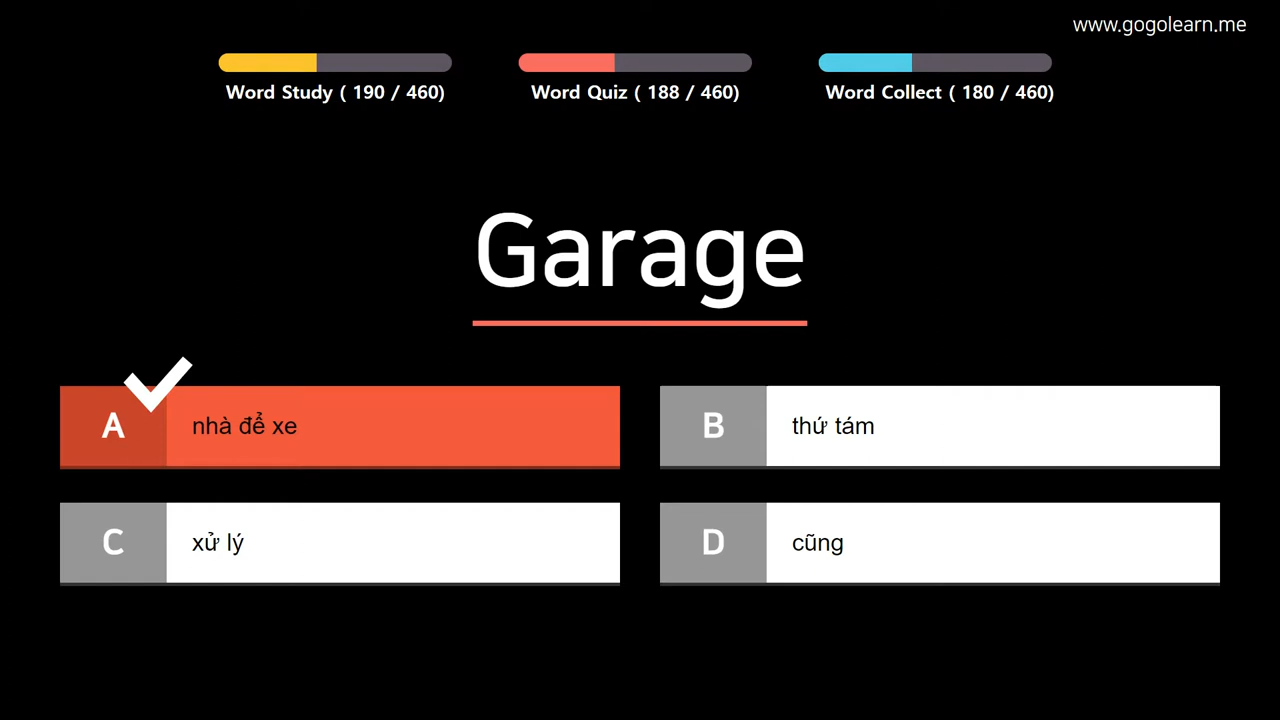 www.gogolearn.me
Word Study ( 190 / 460)
Word Quiz ( 188 / 460)
Word Collect ( 180 / 460)
Garage
A
nhà để xe
B
thứ tám
C
xử lý
D
cũng